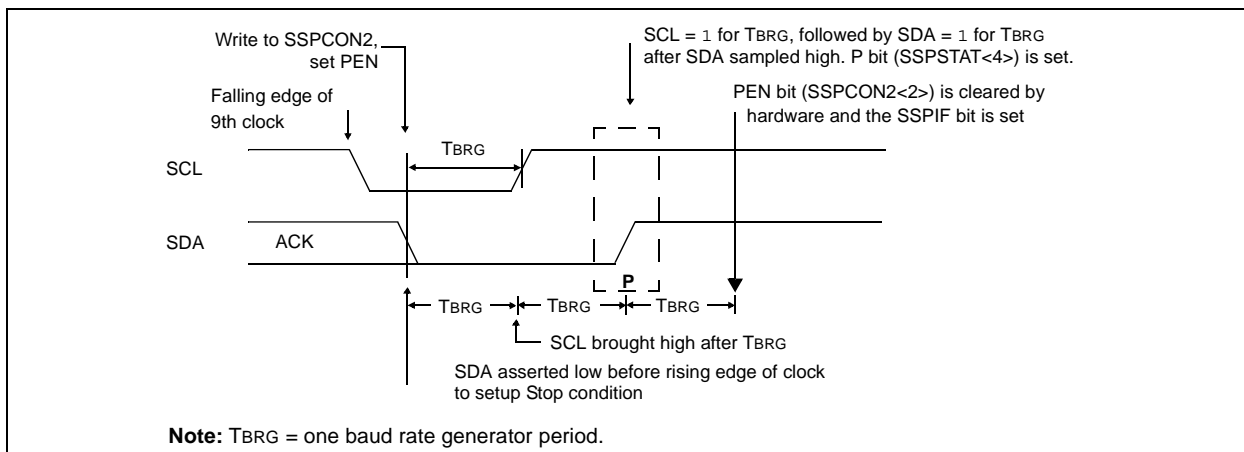 Write to SSPCON2,
set PEN
SCL = 1 for TBRG, followed by SDA = 1 for TBRG
after SDA sampled high. P bit (SSPSTAT<4>) is set.
Falling edge of
9th clock
PEN bit (SSPCON2<2>) is cleared by
hardware and the SSPIF bit is set
TBRG
SCL
SDA
ACK
P
TBRG
TBRG
TBRG
SCL brought high after TBRG
SDA asserted low before rising edge of clock
to setup Stop condition
Note: TBRG = one baud rate generator period.